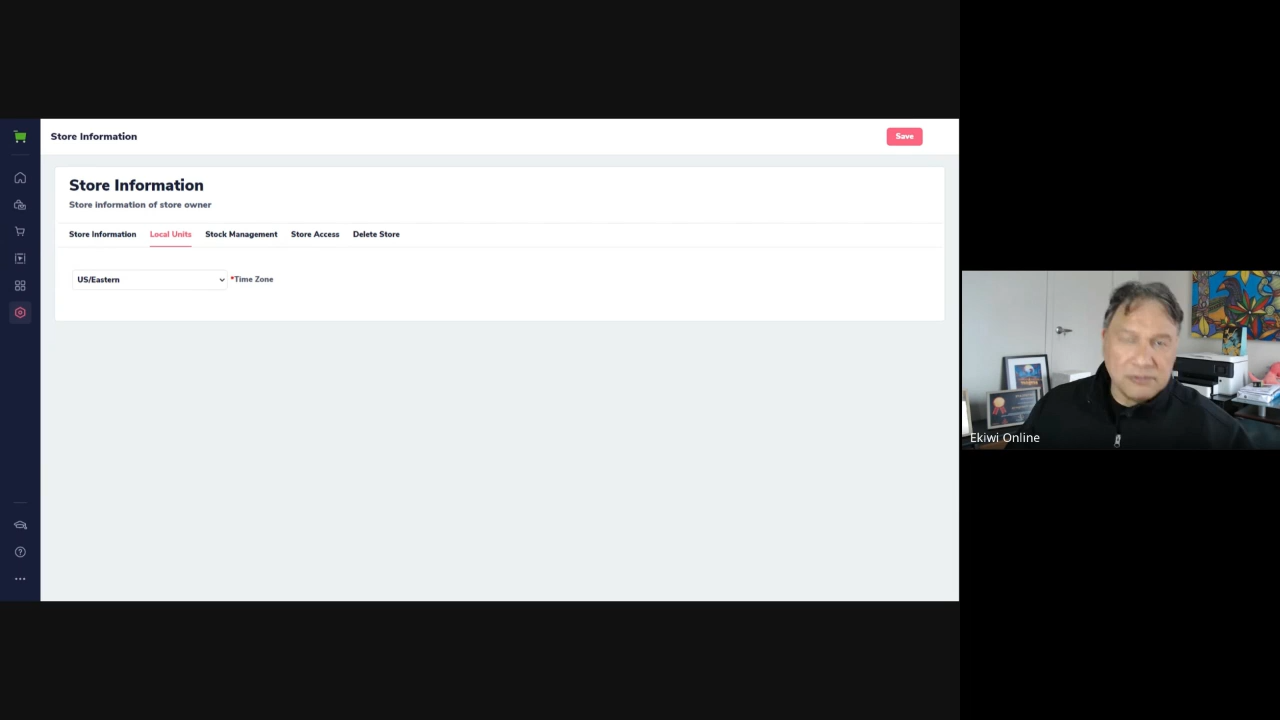 Store Information
Save
Store Information
Store information of store owner
Store Information Local Units Stock Management Store Access Delete Store
US/Eastern *Time Zone
Ekiwi Online